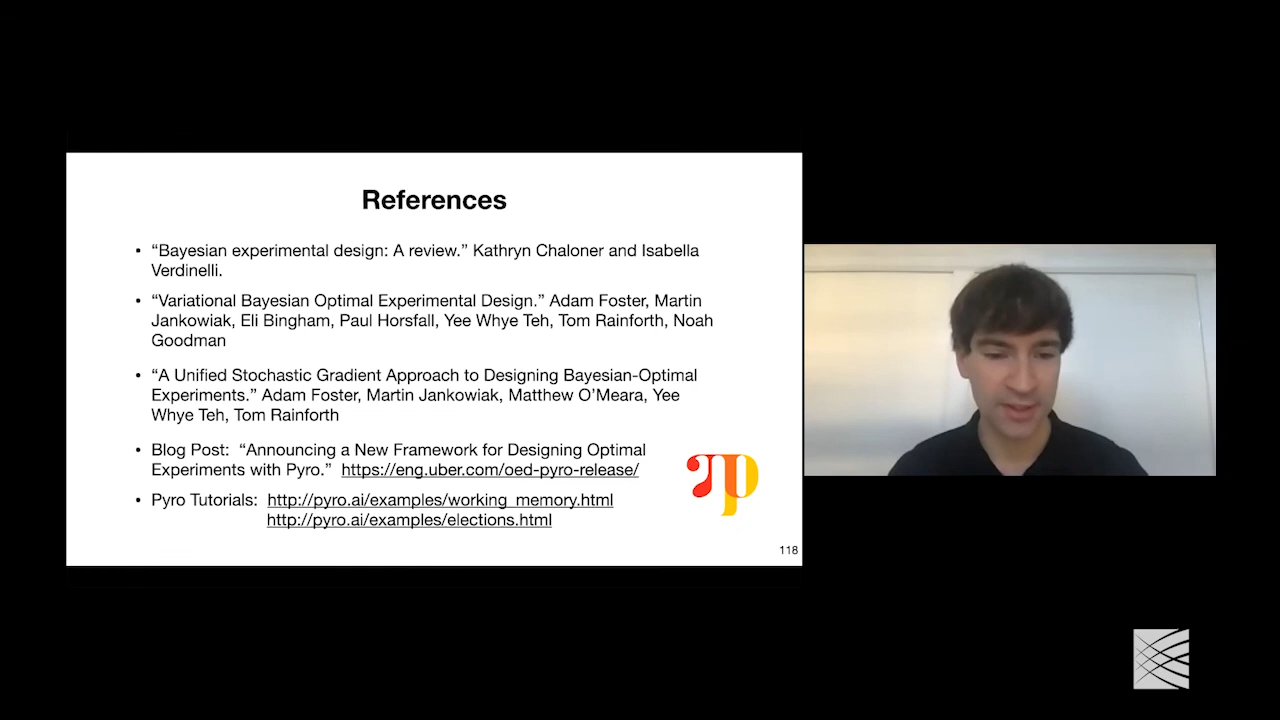 References
• “Bayesian experimental design: A review.” Kathryn Chaloner and Isabella
Verdinelli.
• “Variational Bayesian Optimal Experimental Design.” Adam Foster, Martin
Jankowiak, Eli Bingham, Paul Horsfall, Yee Whye Teh, Tom Rainforth, Noah
Goodman
• “A Unified Stochastic Gradient Approach to Designing Bayesian-Optimal
Experiments.” Adam Foster, Martin Jankowiak, Matthew O’Meara, Yee
Whye Teh, Tom Rainforth
• Blog Post: “Announcing a New Framework for Designing Optimal
Experiments with Pyro.” https://eng.uber.com/oed-pyro-release/
• Pyro Tutorials: http://pyro.ai/examples/working_memory.html
http://pyro.ai/examples/elections.html
118